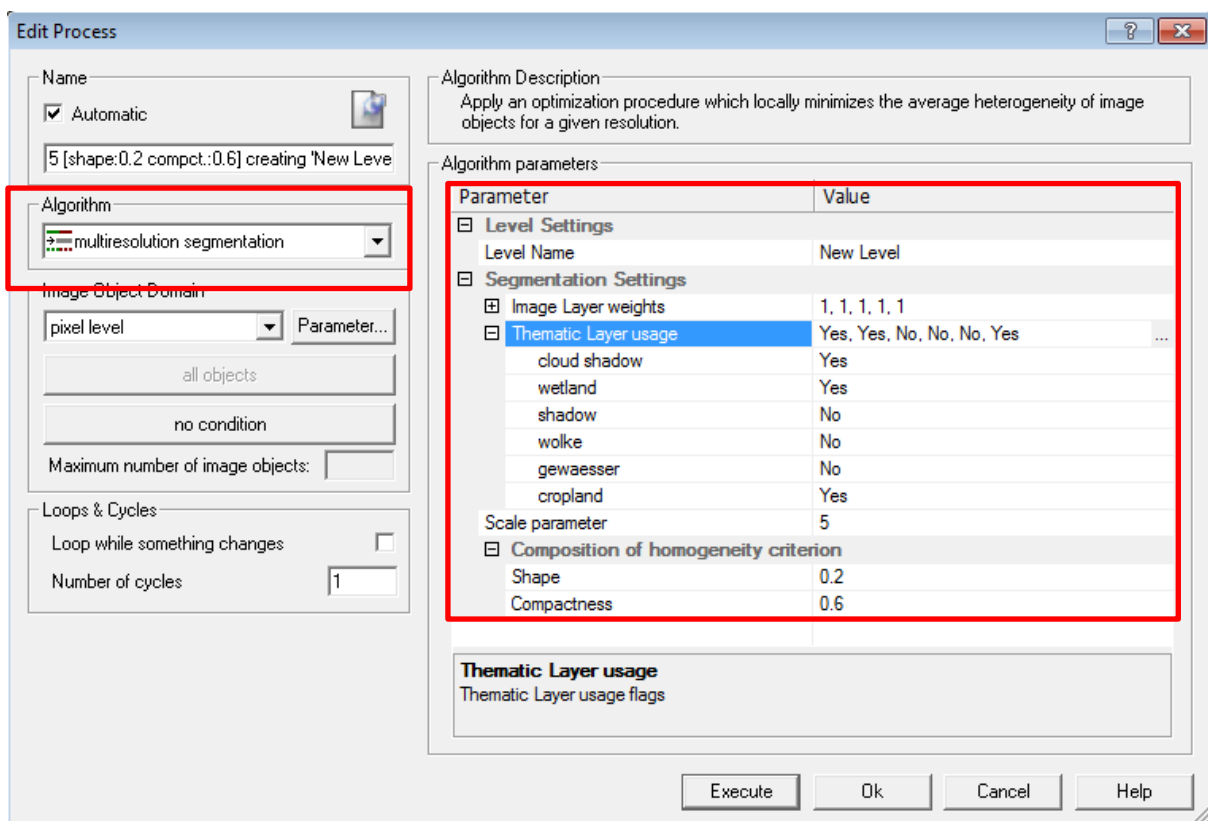 Edit Process
Name
Automatic
5 [shape:0.2 compct.:0.6] creating 'New Leve
Algorithm
multiresolution segmentation
Image Object Domain
pixel level
Parameter...
all objects
no condition
Maximum number of image objects:
Loops & Cycles
Loop while something changes
Number of cycles 1
Algorithm Description
Apply an optimization procedure which locally minimizes the average heterogeneity of image
objects for a given resolution.
Algorithm parameters
Parameter Value
Level Settings
Level Name New Level
Segmentation Settings
Image Layer weights 1, 1, 1, 1, 1
Thematic Layer usage Yes, Yes, No, No, No, Yes ...
cloud shadow Yes
wetland Yes
shadow No
wolke No
gewaesser No
cropland Yes
Scale parameter 5
Composition of homogeneity criterion
Shape 0.2
Compactness 0.6
Thematic Layer usage
Thematic Layer usage flags
Execute Ok Cancel Help